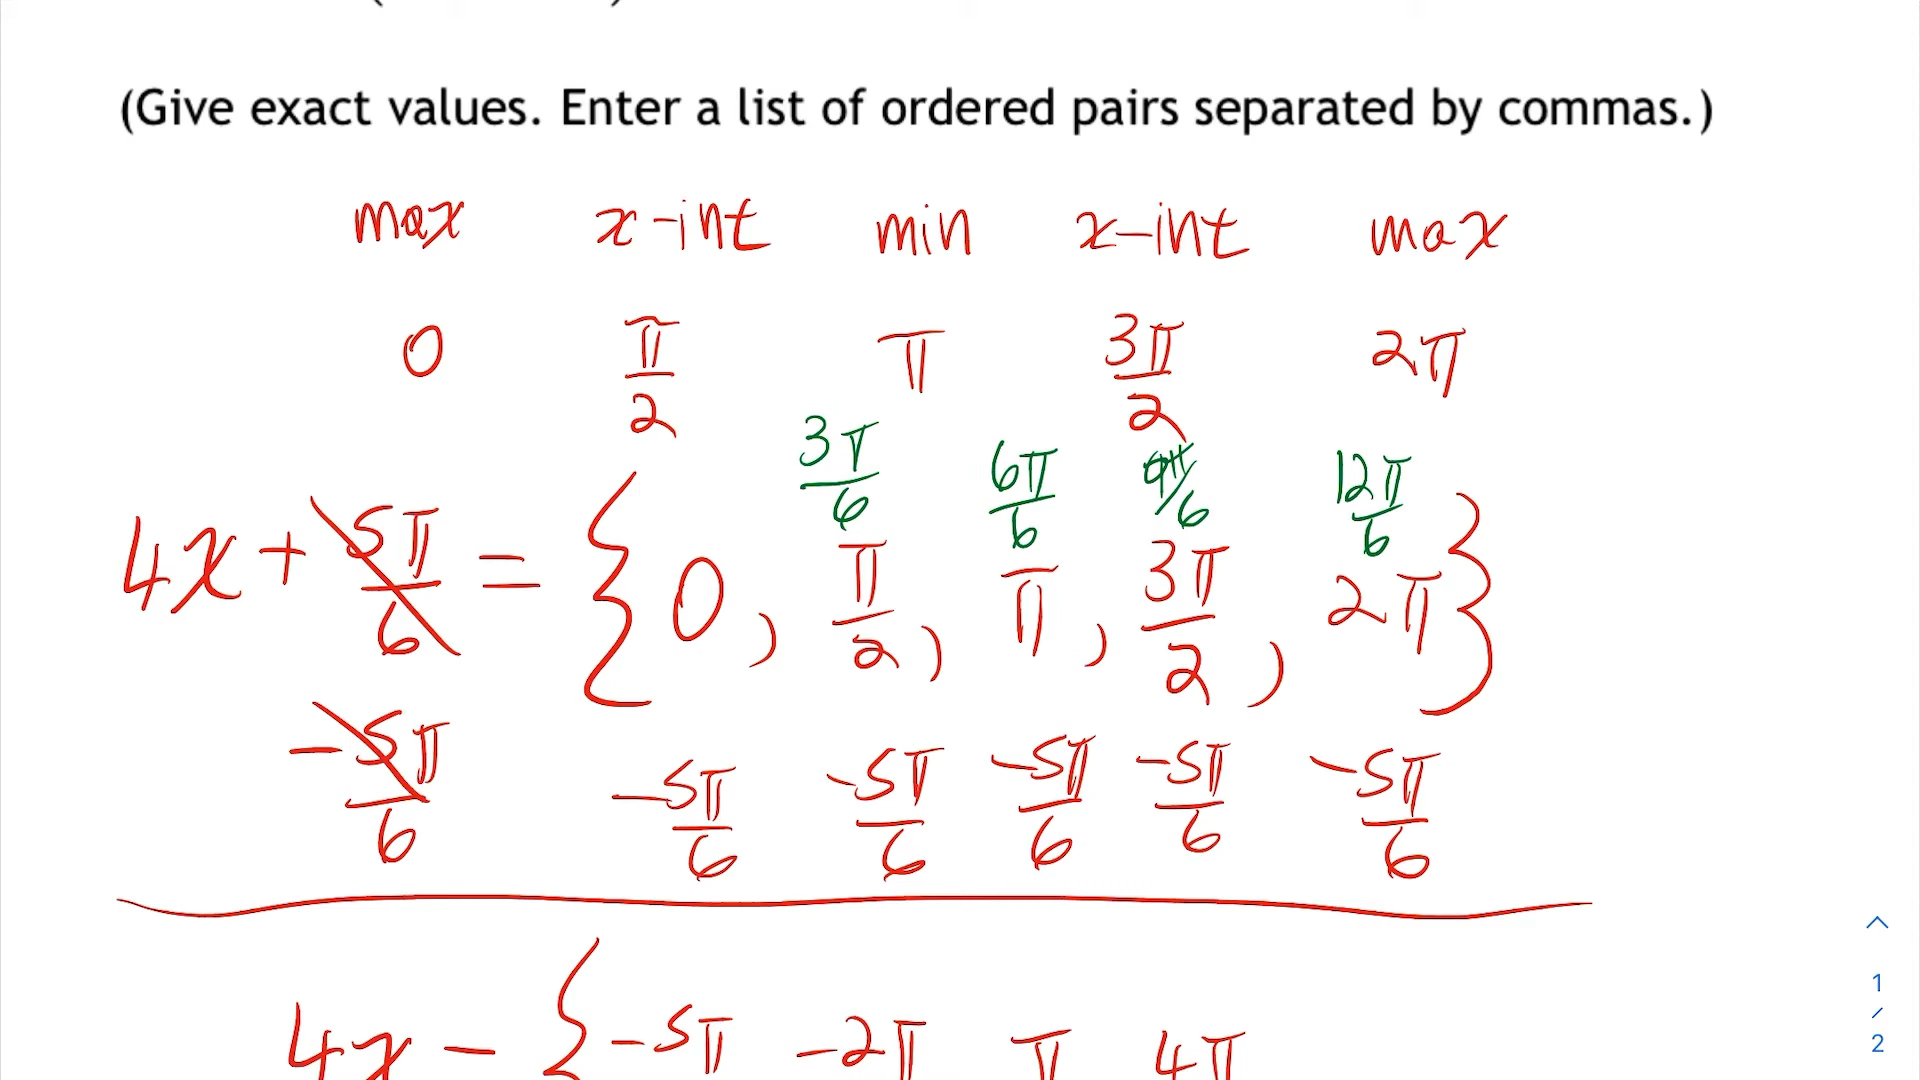 (Give exact values. Enter a list of ordered pairs separated by commas.)
max x-int min x-int max
0 π/2 π 3π/2 2π
3π/6 6π/6 9π/6 12π/6
4x + 5π/6 = { 0 , π/2 , π , 3π/2 , 2π }
-5π/6 -5π/6 -5π/6 -5π/6 -5π/6 -5π/6
4x - { -5π -2π π 4π
^
1
/
2